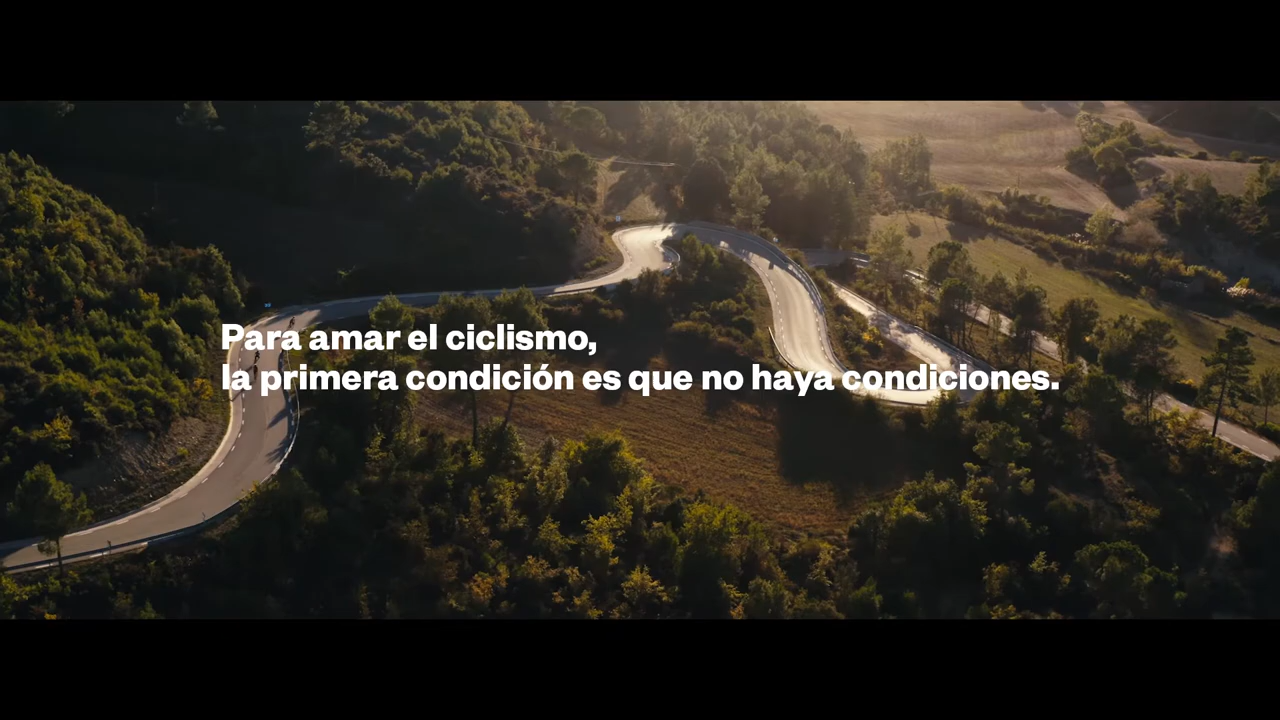 Para amar el ciclismo,
la primera condición es que no haya condiciones.